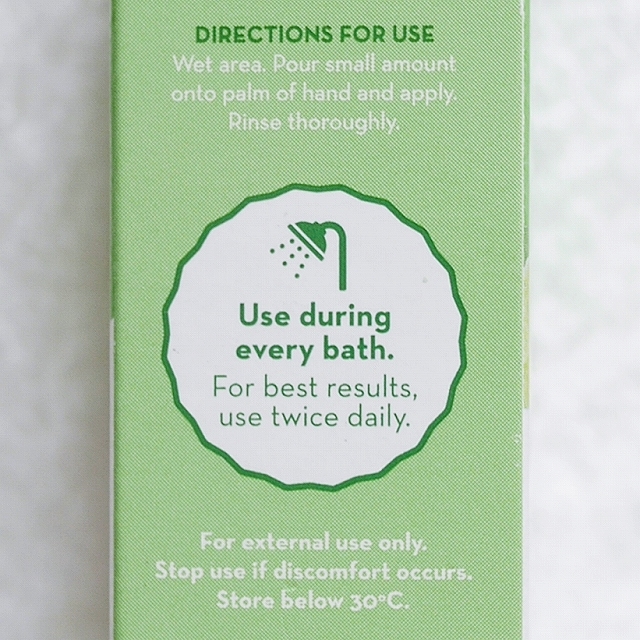 DIRECTIONS FOR USE
Wet area. Pour small amount
onto palm of hand and apply.
Rinse thoroughly.
Use during
every bath.
For best results,
use twice daily.
For external use only.
Stop use if discomfort occurs.
Store below 30°C.